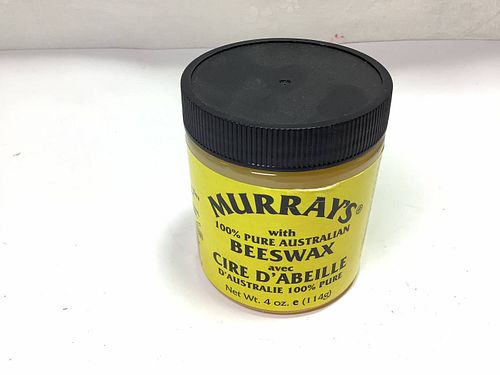 MURRAY'S®
with
100% PURE AUSTRALIAN
BEESWAX
avec
CIRE D'ABEILLE
D'AUSTRALIE 100% PURE
Net Wt. 4 oz. e (114g)